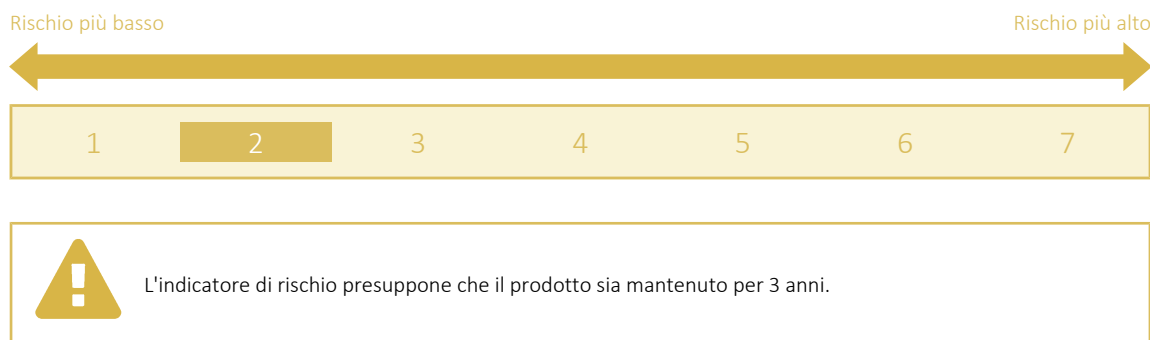 Rischio più basso Rischio più alto
1 2 3 4 5 6 7
L'indicatore di rischio presuppone che il prodotto sia mantenuto per 3 anni.